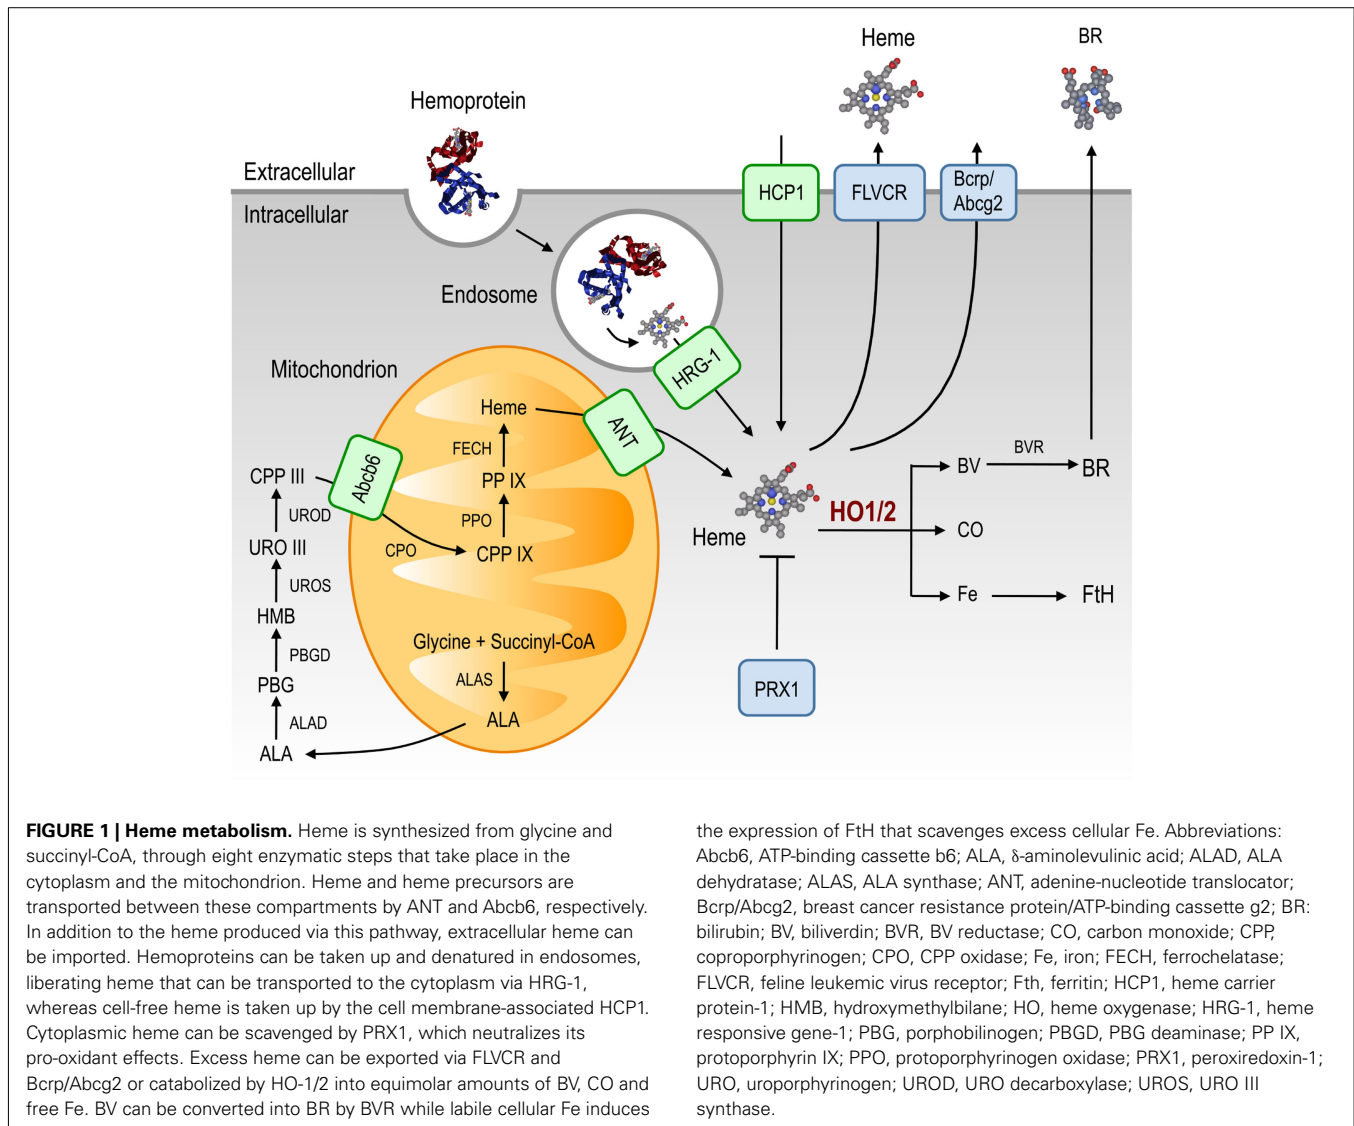 Heme
BR
Hemoprotein
Extracellular
Intracellular
HCP1
FLVCR
Bcrp/
Abcg2
Endosome
HRG-1
Mitochondrion
Heme
ANT
FECH
Abcb6
CPP III
PP IX
UROD
PPO
URO III
CPO
CPP IX
UROS
HMB
Glycine + Succinyl-CoA
PBGD
ALAS
PBG
ALA
ALAD
ALA
Heme
HO1/2
BV
BVR
BR
CO
Fe
FtH
PRX1
FIGURE 1 | Heme metabolism. Heme is synthesized from glycine and
succinyl-CoA, through eight enzymatic steps that take place in the
cytoplasm and the mitochondrion. Heme and heme precursors are
transported between these compartments by ANT and Abcb6, respectively.
In addition to the heme produced via this pathway, extracellular heme can
be imported. Hemoproteins can be taken up and denatured in endosomes,
liberating heme that can be transported to the cytoplasm via HRG-1,
whereas cell-free heme is taken up by the cell membrane-associated HCP1.
Cytoplasmic heme can be scavenged by PRX1, which neutralizes its
pro-oxidant effects. Excess heme can be exported via FLVCR and
Bcrp/Abcg2 or catabolized by HO-1/2 into equimolar amounts of BV, CO and
free Fe. BV can be converted into BR by BVR while labile cellular Fe induces
the expression of FtH that scavenges excess cellular Fe. Abbreviations:
Abcb6, ATP-binding cassette b6; ALA, δ-aminolevulinic acid; ALAD, ALA
dehydratase; ALAS, ALA synthase; ANT, adenine-nucleotide translocator;
Bcrp/Abcg2, breast cancer resistance protein/ATP-binding cassette g2; BR:
bilirubin; BV, biliverdin; BVR, BV reductase; CO, carbon monoxide; CPP,
coproporphyrinogen; CPO, CPP oxidase; Fe, iron; FECH, ferrochelatase;
FLVCR, feline leukemic virus receptor; Fth, ferritin; HCP1, heme carrier
protein-1; HMB, hydroxymethylbilane; HO, heme oxygenase; HRG-1, heme
responsive gene-1; PBG, porphobilinogen; PBGD, PBG deaminase; PP IX,
protoporphyrin IX; PPO, protoporphyrinogen oxidase; PRX1, peroxiredoxin-1;
URO, uroporphyrinogen; UROD, URO decarboxylase; UROS, URO III
synthase.